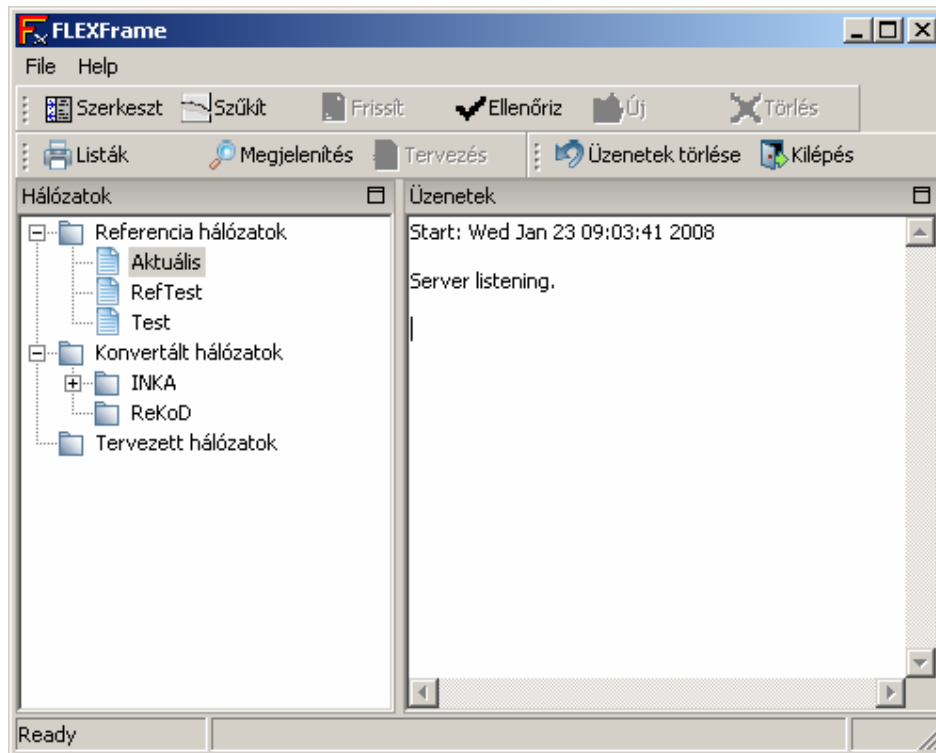 FLEXFrame
File Help
Szerkeszt Szűkít Frissít Ellenőriz Új Törlés
Listák Megjelenítés Tervezés Üzenetek törlése Kilépés
Hálózatok
Referencia hálózatok
Aktuális
RefTest
Test
Konvertált hálózatok
INKA
ReKoD
Tervezett hálózatok
Üzenetek
Start: Wed Jan 23 09:03:41 2008
Server listening.
Ready